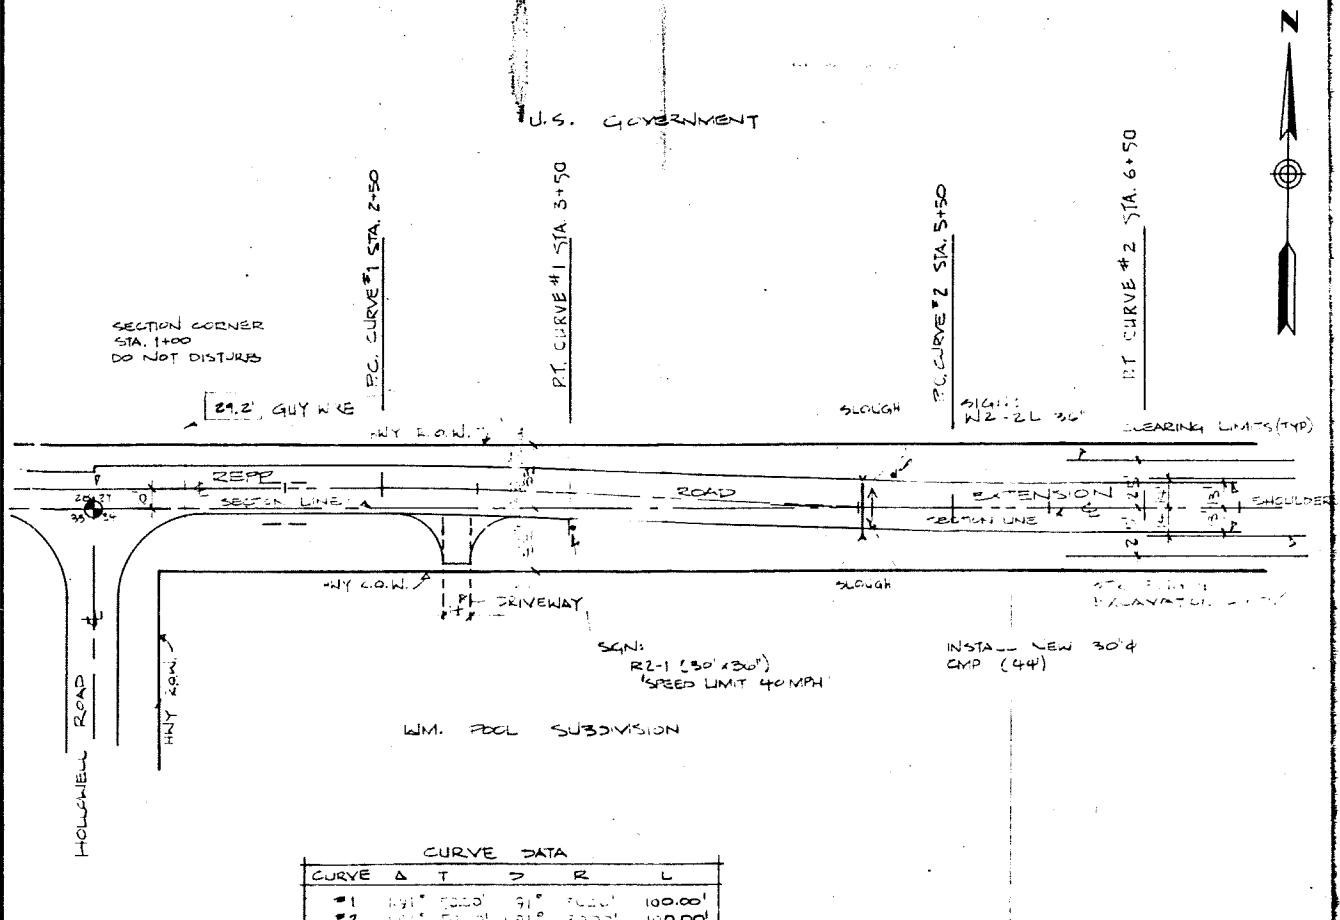 N
U.S. GOVERNMENT
P.C. CURVE #1 STA. 2+50
P.T. CURVE #1 STA. 3+50
P.C. CURVE #2 STA. 5+50
P.T. CURVE #2 STA. 6+50
SECTION CORNER
STA. 1+00
DO NOT DISTURB
29.2' GUY WIRE
HWY R.O.W.
SLOUGH
SIGN:
W2-2L 36"
CLEARING LIMITS (TYP)
REPP
ROAD
EXTENSION
SECTION LINE
SECTION LINE
SHOULDER
HWY R.O.W.
DRIVEWAY
SLOUGH
SIGN:
R2-1 (30"x36")
"SPEED LIMIT 40 MPH"
INSTALL NEW 30"φ
CMP (44')
HWY R.O.W.
HOLLOWELL ROAD
WM. POOL SUBDIVISION
CURVE DATA
CURVE Δ T D R L
#1 100.00'
#2 100.00'